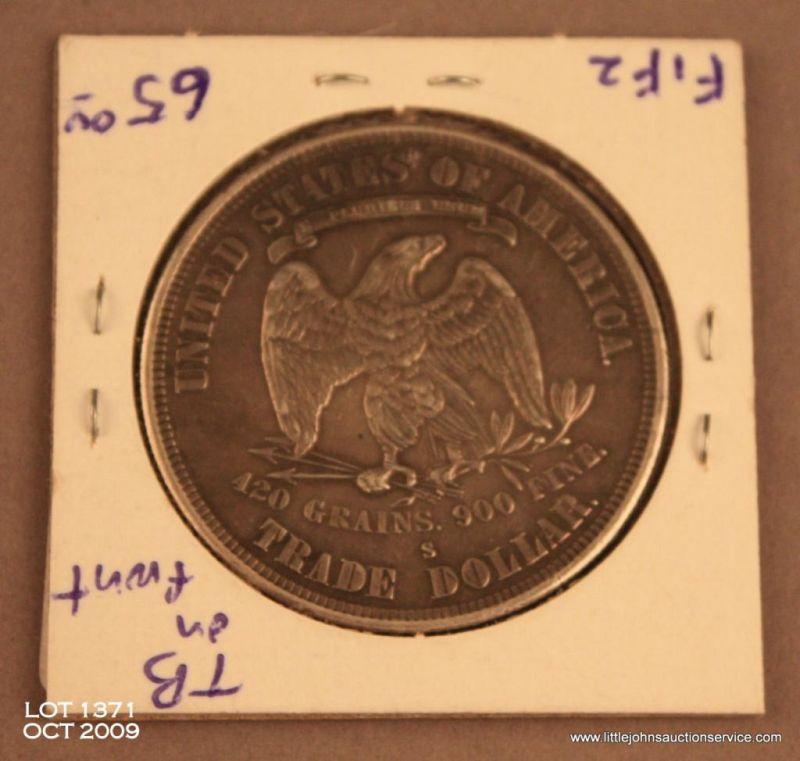 65 00
F1F2
UNITED STATES OF AMERICA.
420 GRAINS. 900 FINE.
S
TRADE DOLLAR.
TB
on
front
LOT 1371
OCT 2009
www.littlejohnsauctionservice.com